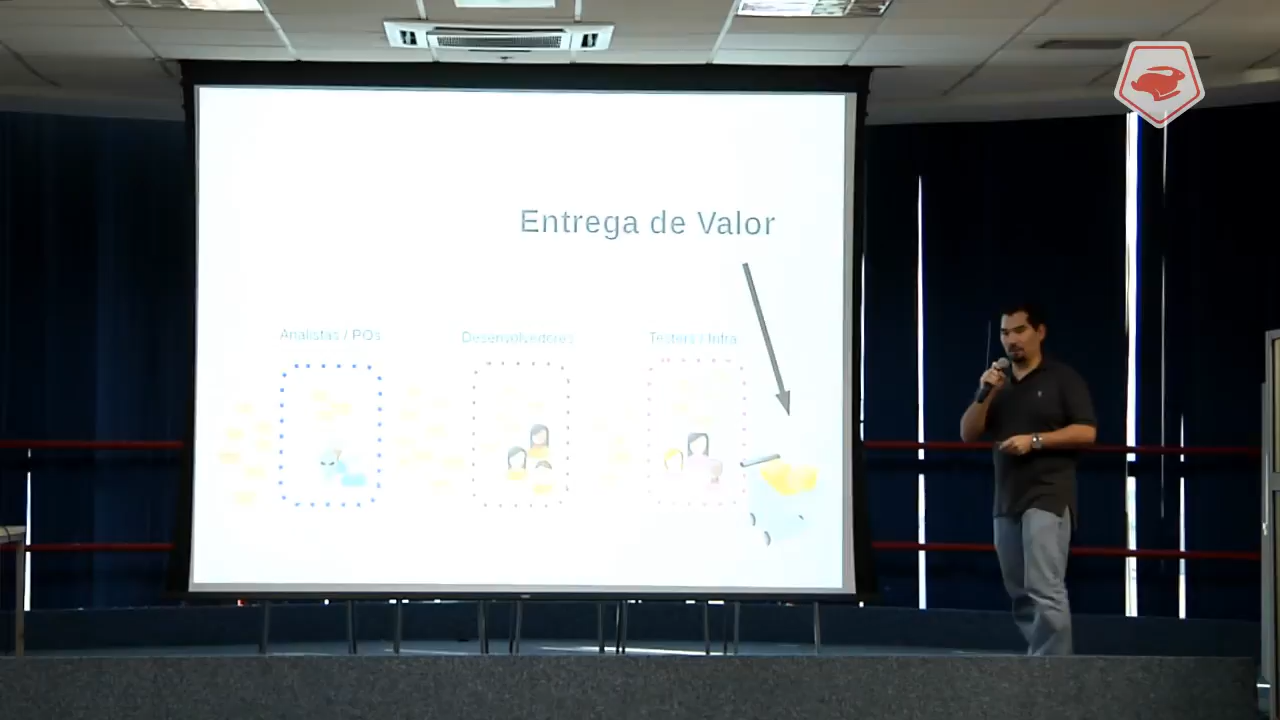 Entrega de Valor
Analistas / POs
Desenvolvedores
Testers / Infra